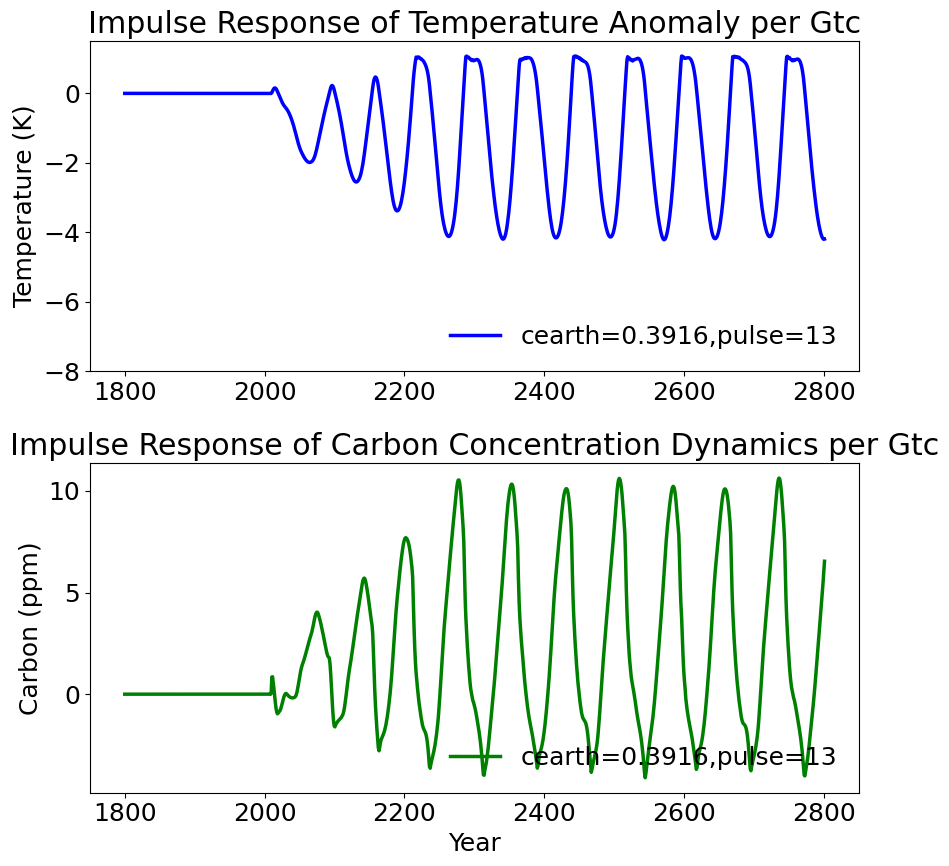 Impulse Response of Temperature Anomaly per Gtc
Temperature (K)
0
−2
−4
−6
−8
cearth=0.3916,pulse=13
1800 2000 2200 2400 2600 2800
Impulse Response of Carbon Concentration Dynamics per Gtc
Carbon (ppm)
10
5
0
cearth=0.3916,pulse=13
1800 2000 2200 2400 2600 2800
Year